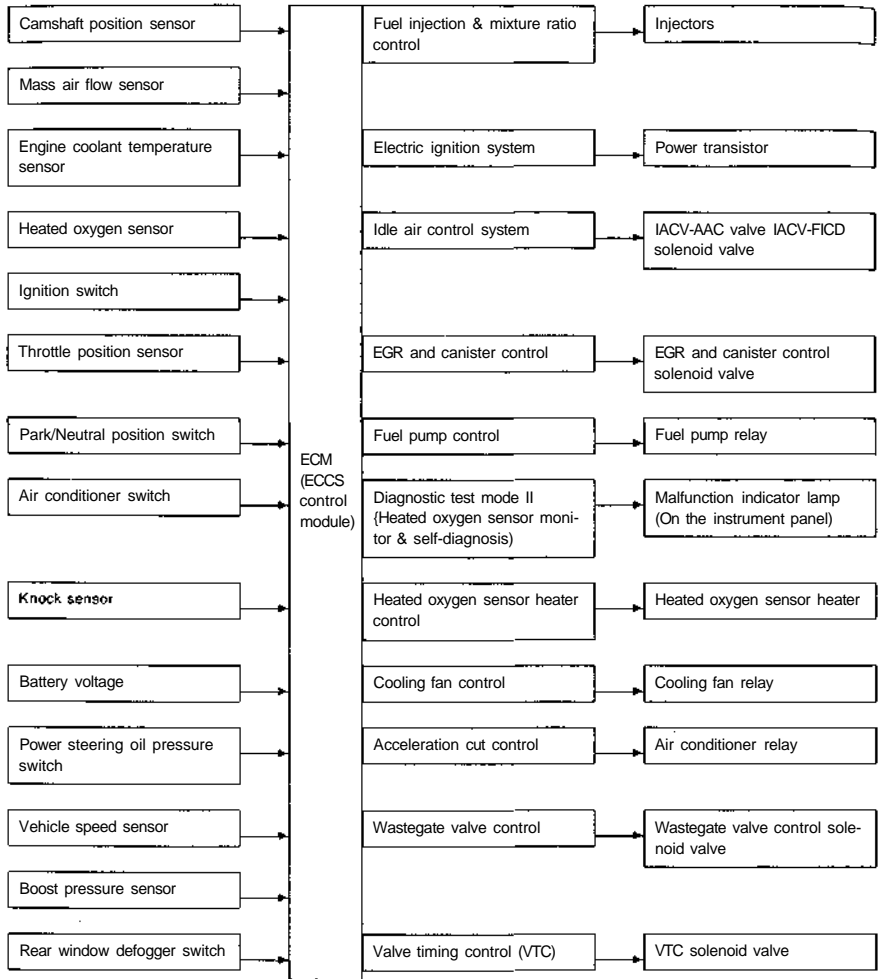 Camshaft position sensor
Mass air flow sensor
Engine coolant temperature
sensor
Heated oxygen sensor
Ignition switch
Throttle position sensor
Park/Neutral position switch
Air conditioner switch
Knock sensor
Battery voltage
Power steering oil pressure
switch
Vehicle speed sensor
Boost pressure sensor
Rear window defogger switch
ECM
(ECCS
control
module)
Fuel injection & mixture ratio
control
Electric ignition system
Idle air control system
EGR and canister control
Fuel pump control
Diagnostic test mode II
{Heated oxygen sensor moni-
tor & self-diagnosis)
Heated oxygen sensor heater
control
Cooling fan control
Acceleration cut control
Wastegate valve control
Valve timing control (VTC)
Injectors
Power transistor
IACV-AAC valve IACV-FICD
solenoid valve
EGR and canister control
solenoid valve
Fuel pump relay
Malfunction indicator lamp
(On the instrument panel)
Heated oxygen sensor heater
Cooling fan relay
Air conditioner relay
Wastegate valve control sole-
noid valve
VTC solenoid valve